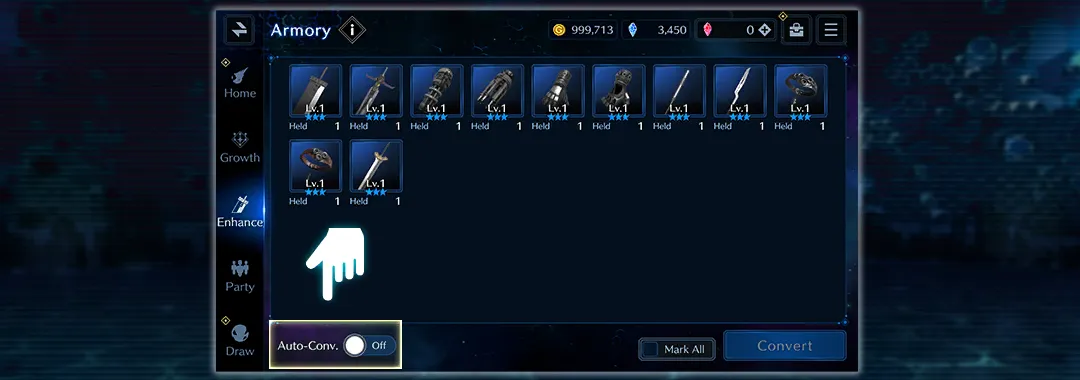 Armory i
G 999,713
3,450
0
Home
Growth
Enhance
Party
Draw
Lv.1 Lv.1 Lv.1 Lv.1 Lv.1 Lv.1 Lv.1 Lv.1 Lv.1
Held 1 Held 1 Held 1 Held 1 Held 1 Held 1 Held 1 Held 1 Held 1
Lv.1 Lv.1
Held 1 Held 1
Auto-Conv. Off
Mark All
Convert